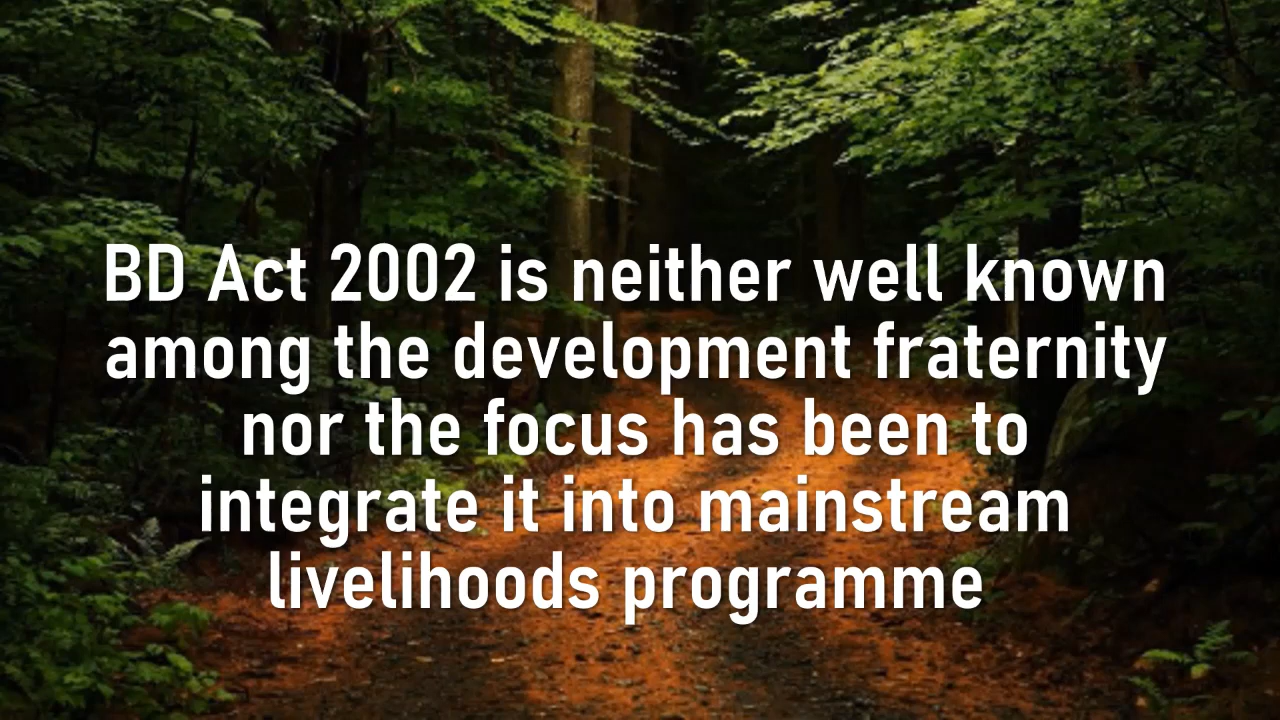 BD Act 2002 is neither well known
among the development fraternity
nor the focus has been to
integrate it into mainstream
livelihoods programme